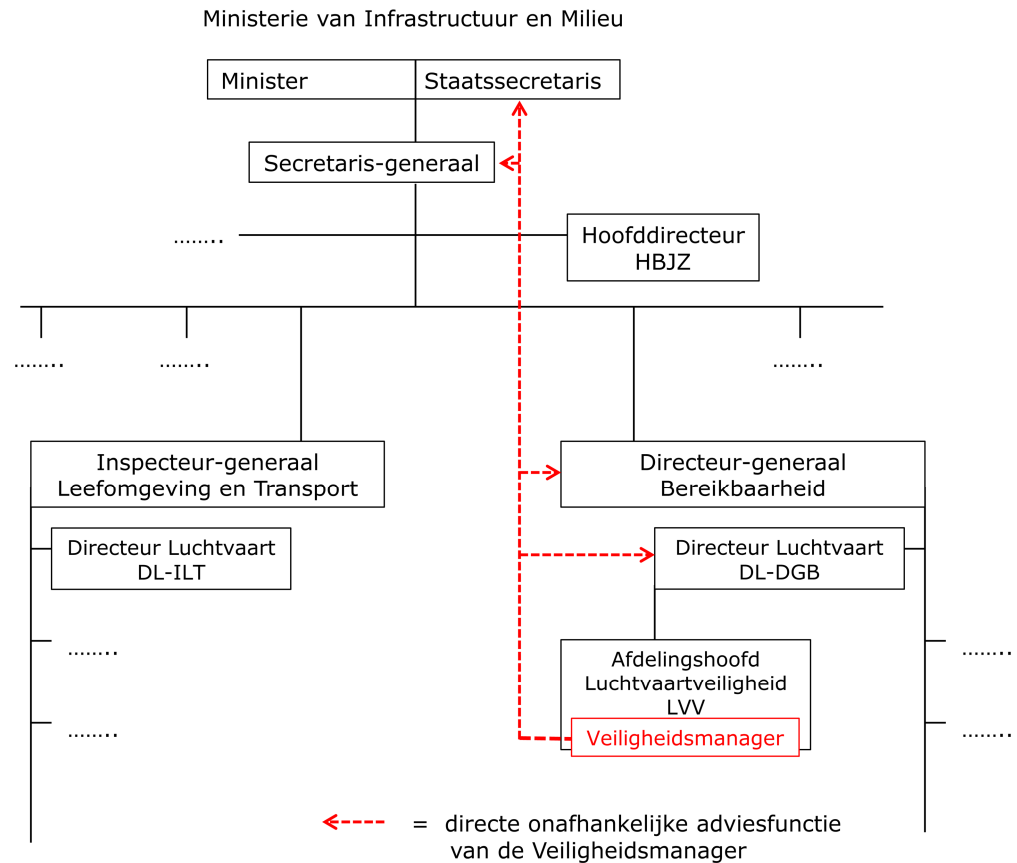 Ministerie van Infrastructuur en Milieu
Minister
Staatssecretaris
Secretaris-generaal
........
Hoofddirecteur
HBJZ
........
........
........
Inspecteur-generaal
Leefomgeving en Transport
Directeur-generaal
Bereikbaarheid
Directeur Luchtvaart
DL-ILT
Directeur Luchtvaart
DL-DGB
........
Afdelingshoofd
Luchtvaartveiligheid
LVV
Veiligheidsmanager
........
........
........
= directe onafhankelijke adviesfunctie
van de Veiligheidsmanager